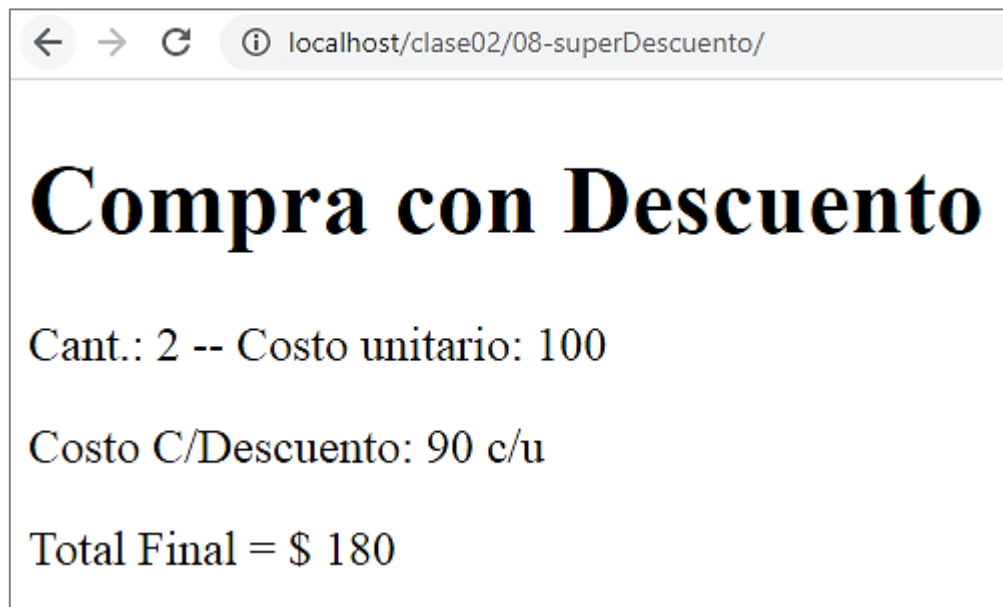 localhost/clase02/08-superDescuento/
Compra con Descuento
Cant.: 2 -- Costo unitario: 100
Costo C/Descuento: 90 c/u
Total Final = $ 180